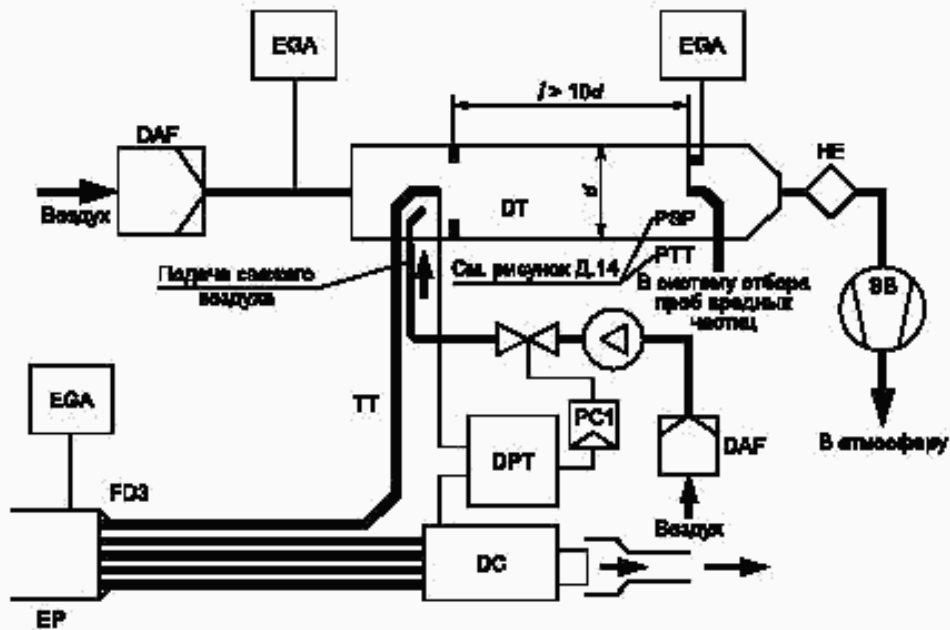 EGA
EGA
l > 10d
DAF
HE
Воздух
DT
d
PSP
См. рисунок Д.14
PTT
Подача свежего
воздуха
В систему отбора
проб вредных
частиц
SB
EGA
TT
PC1
DPT
DAF
В атмосферу
FD3
Воздух
DC
EP